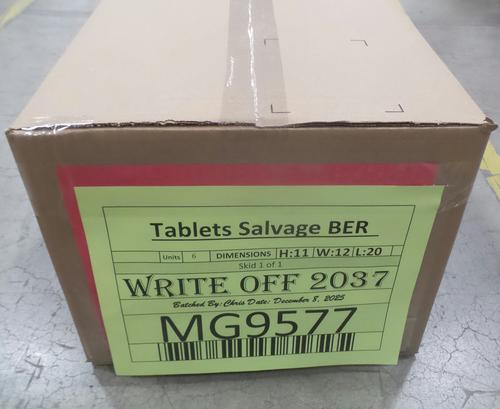 Tablets Salvage BER
Units 6 DIMENSIONS H:11 W:12 L:20
Skid 1 of 1
WRITE OFF 2037
Batched By: Chris Date: December 8, 2025
MG9577